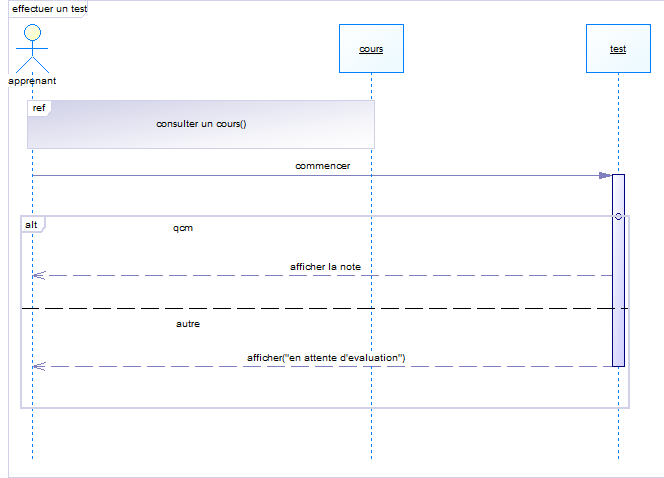 effectuer un test
apprenant
cours
test
ref
consulter un cours()
commencer
alt
qcm
afficher la note
autre
afficher("en attente d'evaluation")